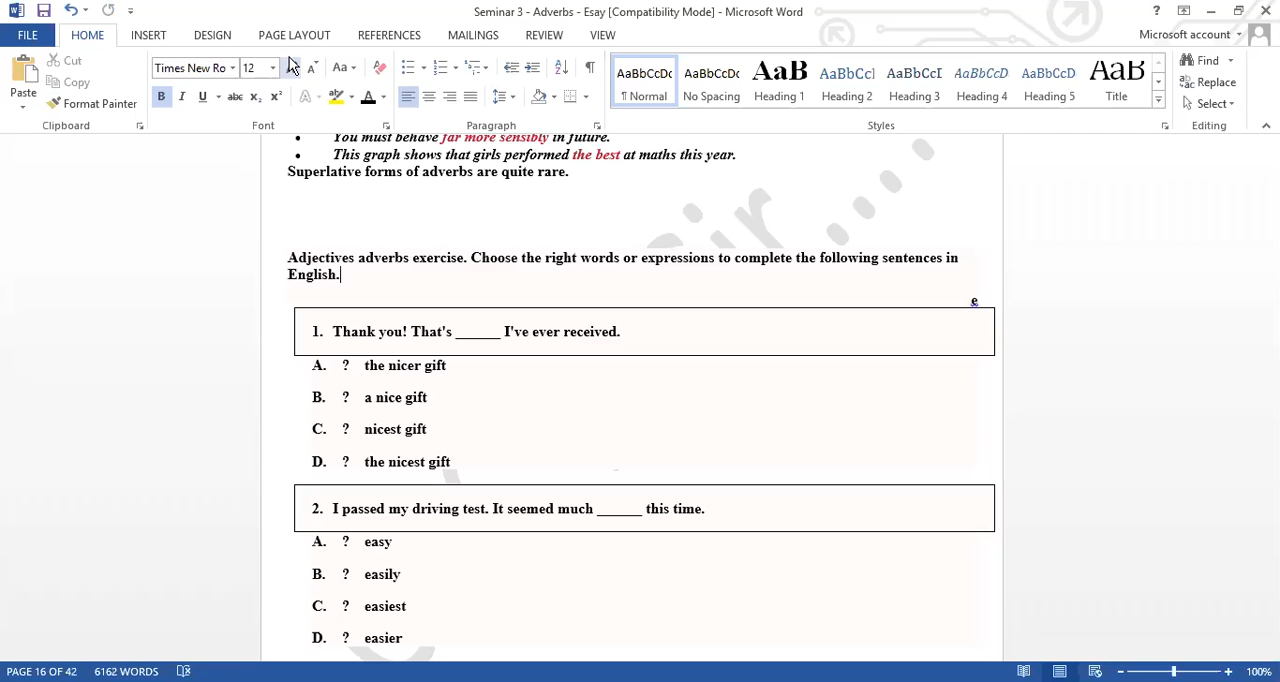 Seminar 3 - Adverbs - Esay [Compatibility Mode] - Microsoft Word
?
FILE HOME INSERT DESIGN PAGE LAYOUT REFERENCES MAILINGS REVIEW VIEW Microsoft account
Paste
Cut
Copy
Format Painter
Times New Ro 12
Aa
B I U abc X₂ X² A A
AaBbCcDc AaBbCcDc AaB AaBbCcI AaBbCcI AaBbCcD AaBbCcD AaB
¶ Normal No Spacing Heading 1 Heading 2 Heading 3 Heading 4 Heading 5 Title
Find
Replace
Select
Clipboard Font Paragraph Styles Editing
• You must behave far more sensibly in future.
• This graph shows that girls performed the best at maths this year.
Superlative forms of adverbs are quite rare.
Adjectives adverbs exercise. Choose the right words or expressions to complete the following sentences in
English.
e
1. Thank you! That's ______ I've ever received.
A. ? the nicer gift
B. ? a nice gift
C. ? nicest gift
D. ? the nicest gift
2. I passed my driving test. It seemed much ______ this time.
A. ? easy
B. ? easily
C. ? easiest
D. ? easier
PAGE 16 OF 42 6162 WORDS 100%